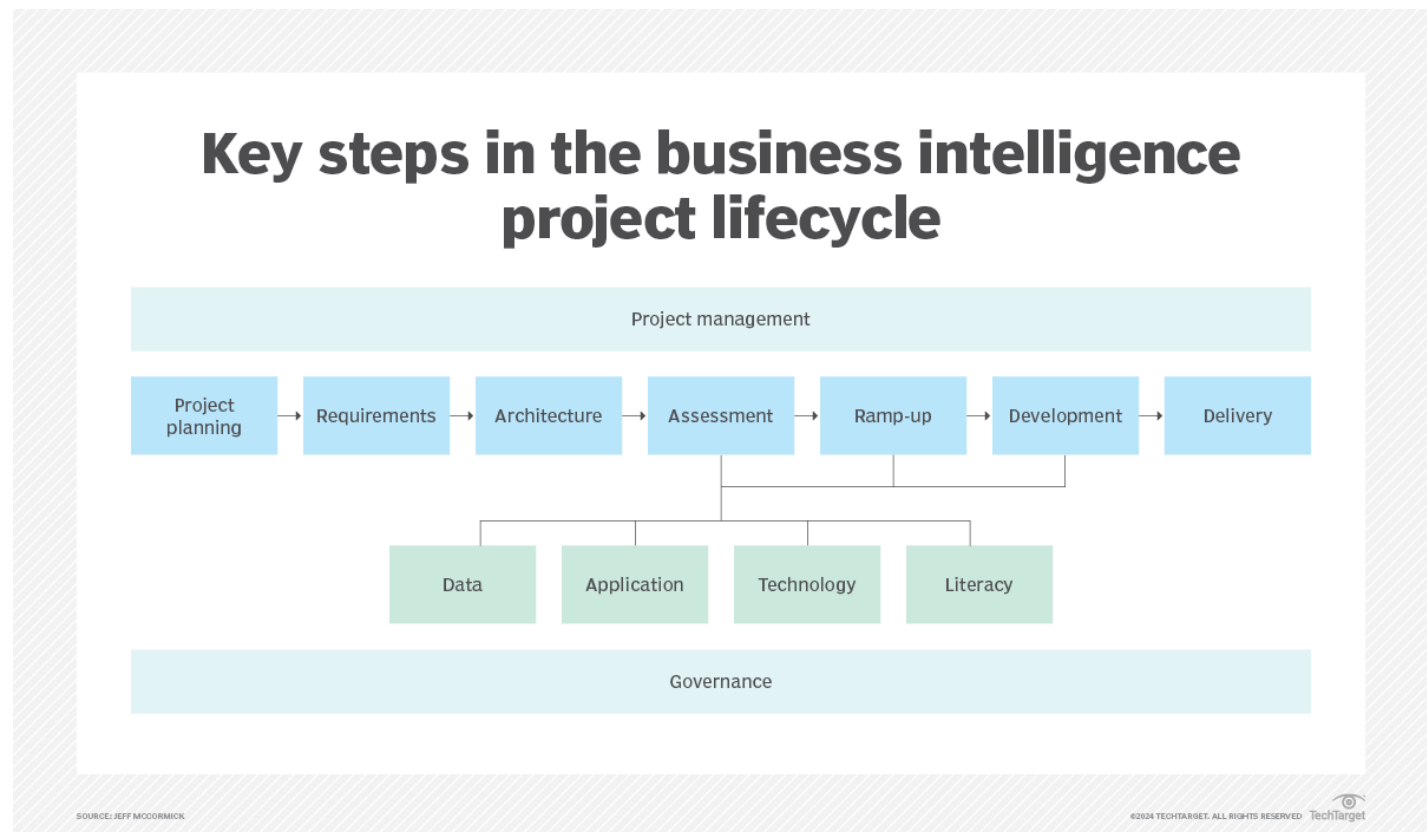 Key steps in the business intelligence
project lifecycle
Project management
Project
planning
Requirements
Architecture
Assessment
Ramp-up
Development
Delivery
Data
Application
Technology
Literacy
Governance
SOURCE: JEFF MCCORMICK
©2024 TECHTARGET. ALL RIGHTS RESERVED
TechTarget